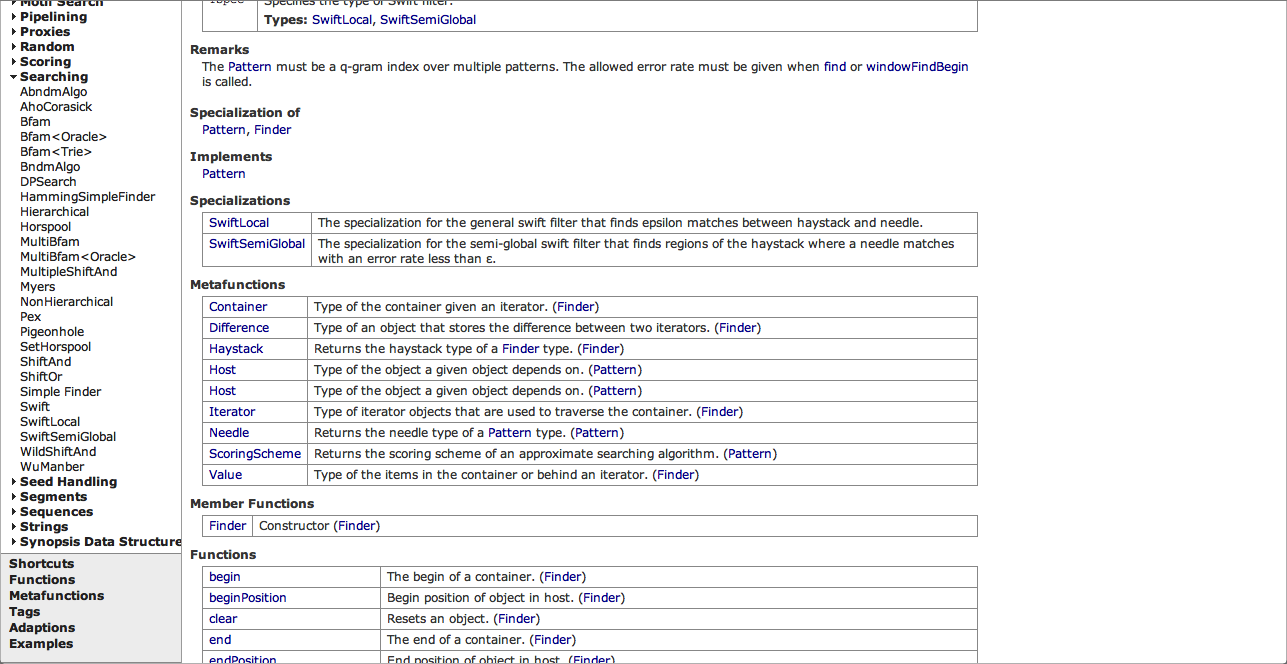 Motif Search
Pipelining
Proxies
Random
Scoring
Searching
AbndmAlgo
AhoCorasick
Bfam
Bfam<Oracle>
Bfam<Trie>
BndmAlgo
DPSearch
HammingSimpleFinder
Hierarchical
Horspool
MultiBfam
MultiBfam<Oracle>
MultipleShiftAnd
Myers
NonHierarchical
Pex
Pigeonhole
SetHorspool
ShiftAnd
ShiftOr
Simple Finder
Swift
SwiftLocal
SwiftSemiGlobal
WildShiftAnd
WuManber
Seed Handling
Segments
Sequences
Strings
Synopsis Data Structure
Shortcuts
Functions
Metafunctions
Tags
Adaptions
Examples
Specifies the type of Swift filter.
Types: SwiftLocal, SwiftSemiGlobal
Remarks
The Pattern must be a q-gram index over multiple patterns. The allowed error rate must be given when find or windowFindBegin
is called.
Specialization of
Pattern, Finder
Implements
Pattern
Specializations
SwiftLocal The specialization for the general swift filter that finds epsilon matches between haystack and needle.
SwiftSemiGlobal The specialization for the semi-global swift filter that finds regions of the haystack where a needle matches
with an error rate less than ε.
Metafunctions
Container Type of the container given an iterator. (Finder)
Difference Type of an object that stores the difference between two iterators. (Finder)
Haystack Returns the haystack type of a Finder type. (Finder)
Host Type of the object a given object depends on. (Pattern)
Host Type of the object a given object depends on. (Pattern)
Iterator Type of iterator objects that are used to traverse the container. (Finder)
Needle Returns the needle type of a Pattern type. (Pattern)
ScoringScheme Returns the scoring scheme of an approximate searching algorithm. (Pattern)
Value Type of the items in the container or behind an iterator. (Finder)
Member Functions
Finder Constructor (Finder)
Functions
begin The begin of a container. (Finder)
beginPosition Begin position of object in host. (Finder)
clear Resets an object. (Finder)
end The end of a container. (Finder)
endPosition End position of object in host. (Finder)